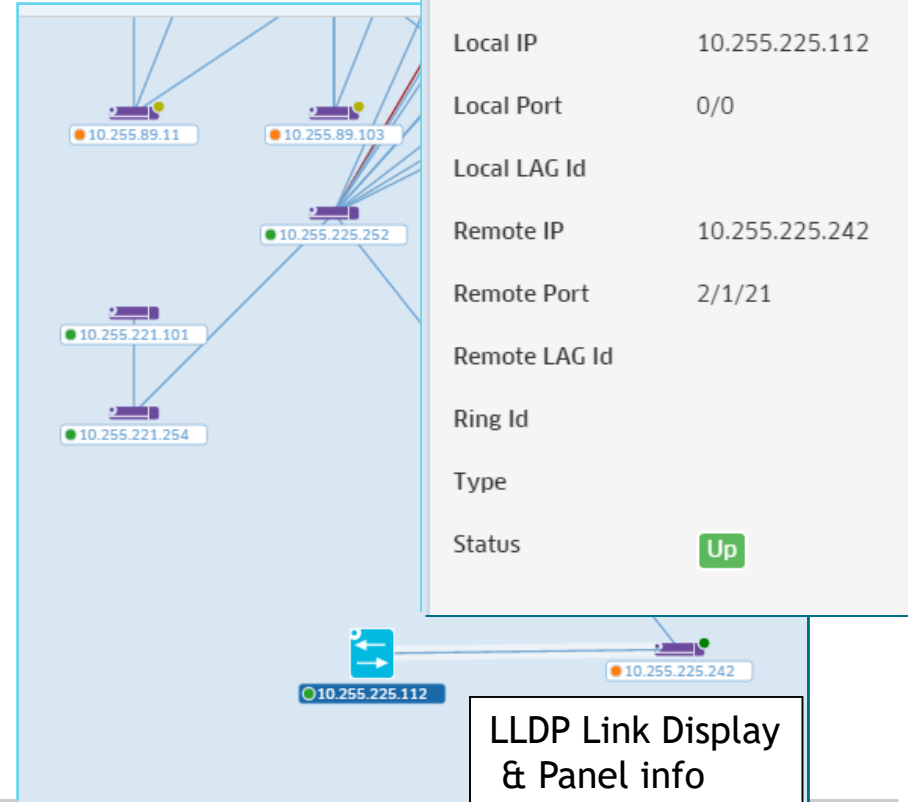 Local IP 10.255.225.112
Local Port 0/0
Local LAG Id
Remote IP 10.255.225.242
Remote Port 2/1/21
Remote LAG Id
Ring Id
Type
Status Up
10.255.89.11
10.255.89.103
10.255.225.252
10.255.221.101
10.255.221.254
10.255.225.112
10.255.225.242
LLDP Link Display
& Panel info